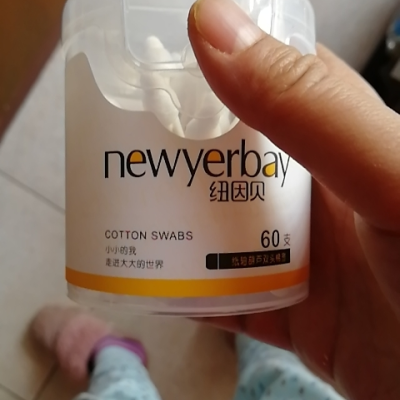 newyerbay
纽因贝
COTTON SWABS
60支
小小的我
走进大大的世界